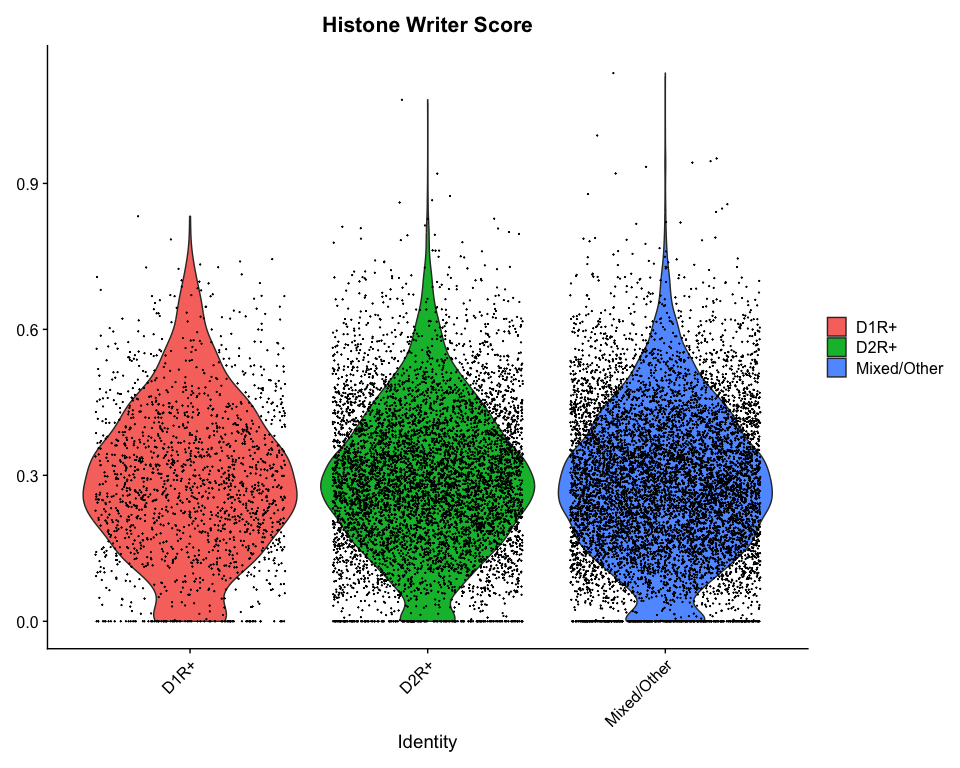 Histone Writer Score
0.9
0.6
0.3
0.0
D1R+
D2R+
Mixed/Other
Identity
D1R+
D2R+
Mixed/Other